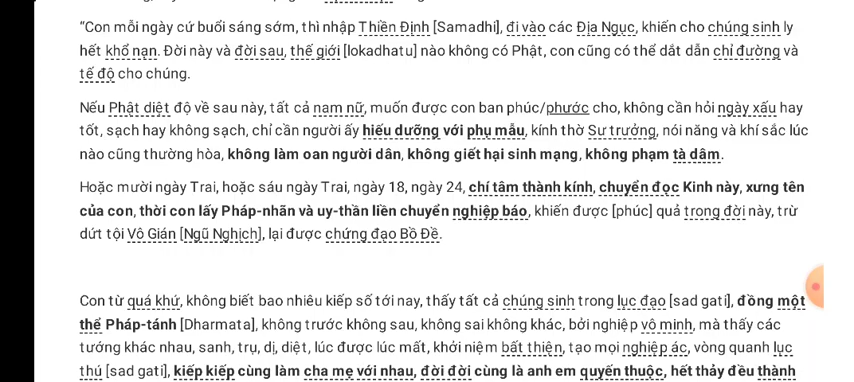 “Con mỗi ngày cứ buổi sáng sớm, thì nhập Thiền Định [Samadhi], đi vào các Địa Ngục, khiến cho chúng sinh ly
hết khổ nạn. Đời này và đời sau, thế giới [lokadhatu] nào không có Phật, con cũng có thể dắt dẫn chỉ đường và
tế độ cho chúng.
Nếu Phật diệt độ về sau này, tất cả nam nữ, muốn được con ban phúc/phước cho, không cần hỏi ngày xấu hay
tốt, sạch hay không sạch, chỉ cần người ấy hiếu dưỡng với phụ mẫu, kính thờ Sư trưởng, nói năng và khí sắc lúc
nào cũng thường hòa, không làm oan người dân, không giết hại sinh mạng, không phạm tà dâm.
Hoặc mười ngày Trai, hoặc sáu ngày Trai, ngày 18, ngày 24, chí tâm thành kính, chuyển đọc Kinh này, xưng tên
của con, thời con lấy Pháp-nhãn và uy-thần liền chuyển nghiệp báo, khiến được [phúc] quả trong đời này, trừ
dứt tội Vô Gián [Ngũ Nghịch], lại được chứng đạo Bồ Đề.
Con từ quá khứ, không biết bao nhiêu kiếp số tới nay, thấy tất cả chúng sinh trong lục đạo [sad gati], đồng một
thể Pháp-tánh [Dharmata], không trước không sau, không sai không khác, bởi nghiệp vô minh, mà thấy các
tướng khác nhau, sanh, trụ, dị, diệt, lúc được lúc mất, khởi niệm bất thiện, tạo mọi nghiệp ác, vòng quanh lục
thú [sad gati], kiếp kiếp cùng làm cha mẹ với nhau, đời đời cùng là anh em quyến thuộc, hết thảy đều thành